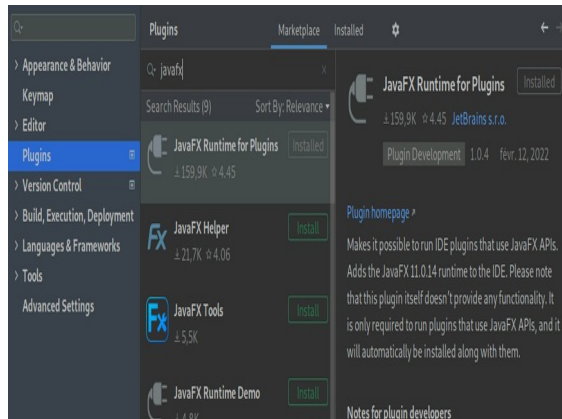 Plugins
Marketplace
Installed
Appearance & Behavior
Keymap
Editor
Plugins
Version Control
Build, Execution, Deployment
Languages & Frameworks
Tools
Advanced Settings
javafx
Search Results (9)
Sort By: Relevance
JavaFX Runtime for Plugins
Installed
159,9K 4.45
JavaFX Helper
Install
21,7K 4.06
JavaFX Tools
Install
5,5K
JavaFX Runtime Demo
Install
4,8K
JavaFX Runtime for Plugins
Installed
159,9K 4.45 JetBrains s.r.o.
Plugin Development 1.0.4 févr. 12, 2022
Plugin homepage
Makes it possible to run IDE plugins that use JavaFX APIs.
Adds the JavaFX 11.0.14 runtime to the IDE. Please note
that this plugin itself doesn't provide any functionality. It
is only required to run plugins that use JavaFX APIs, and it
will automatically be installed along with them.
Notes for plugin developers
Fx
Fx